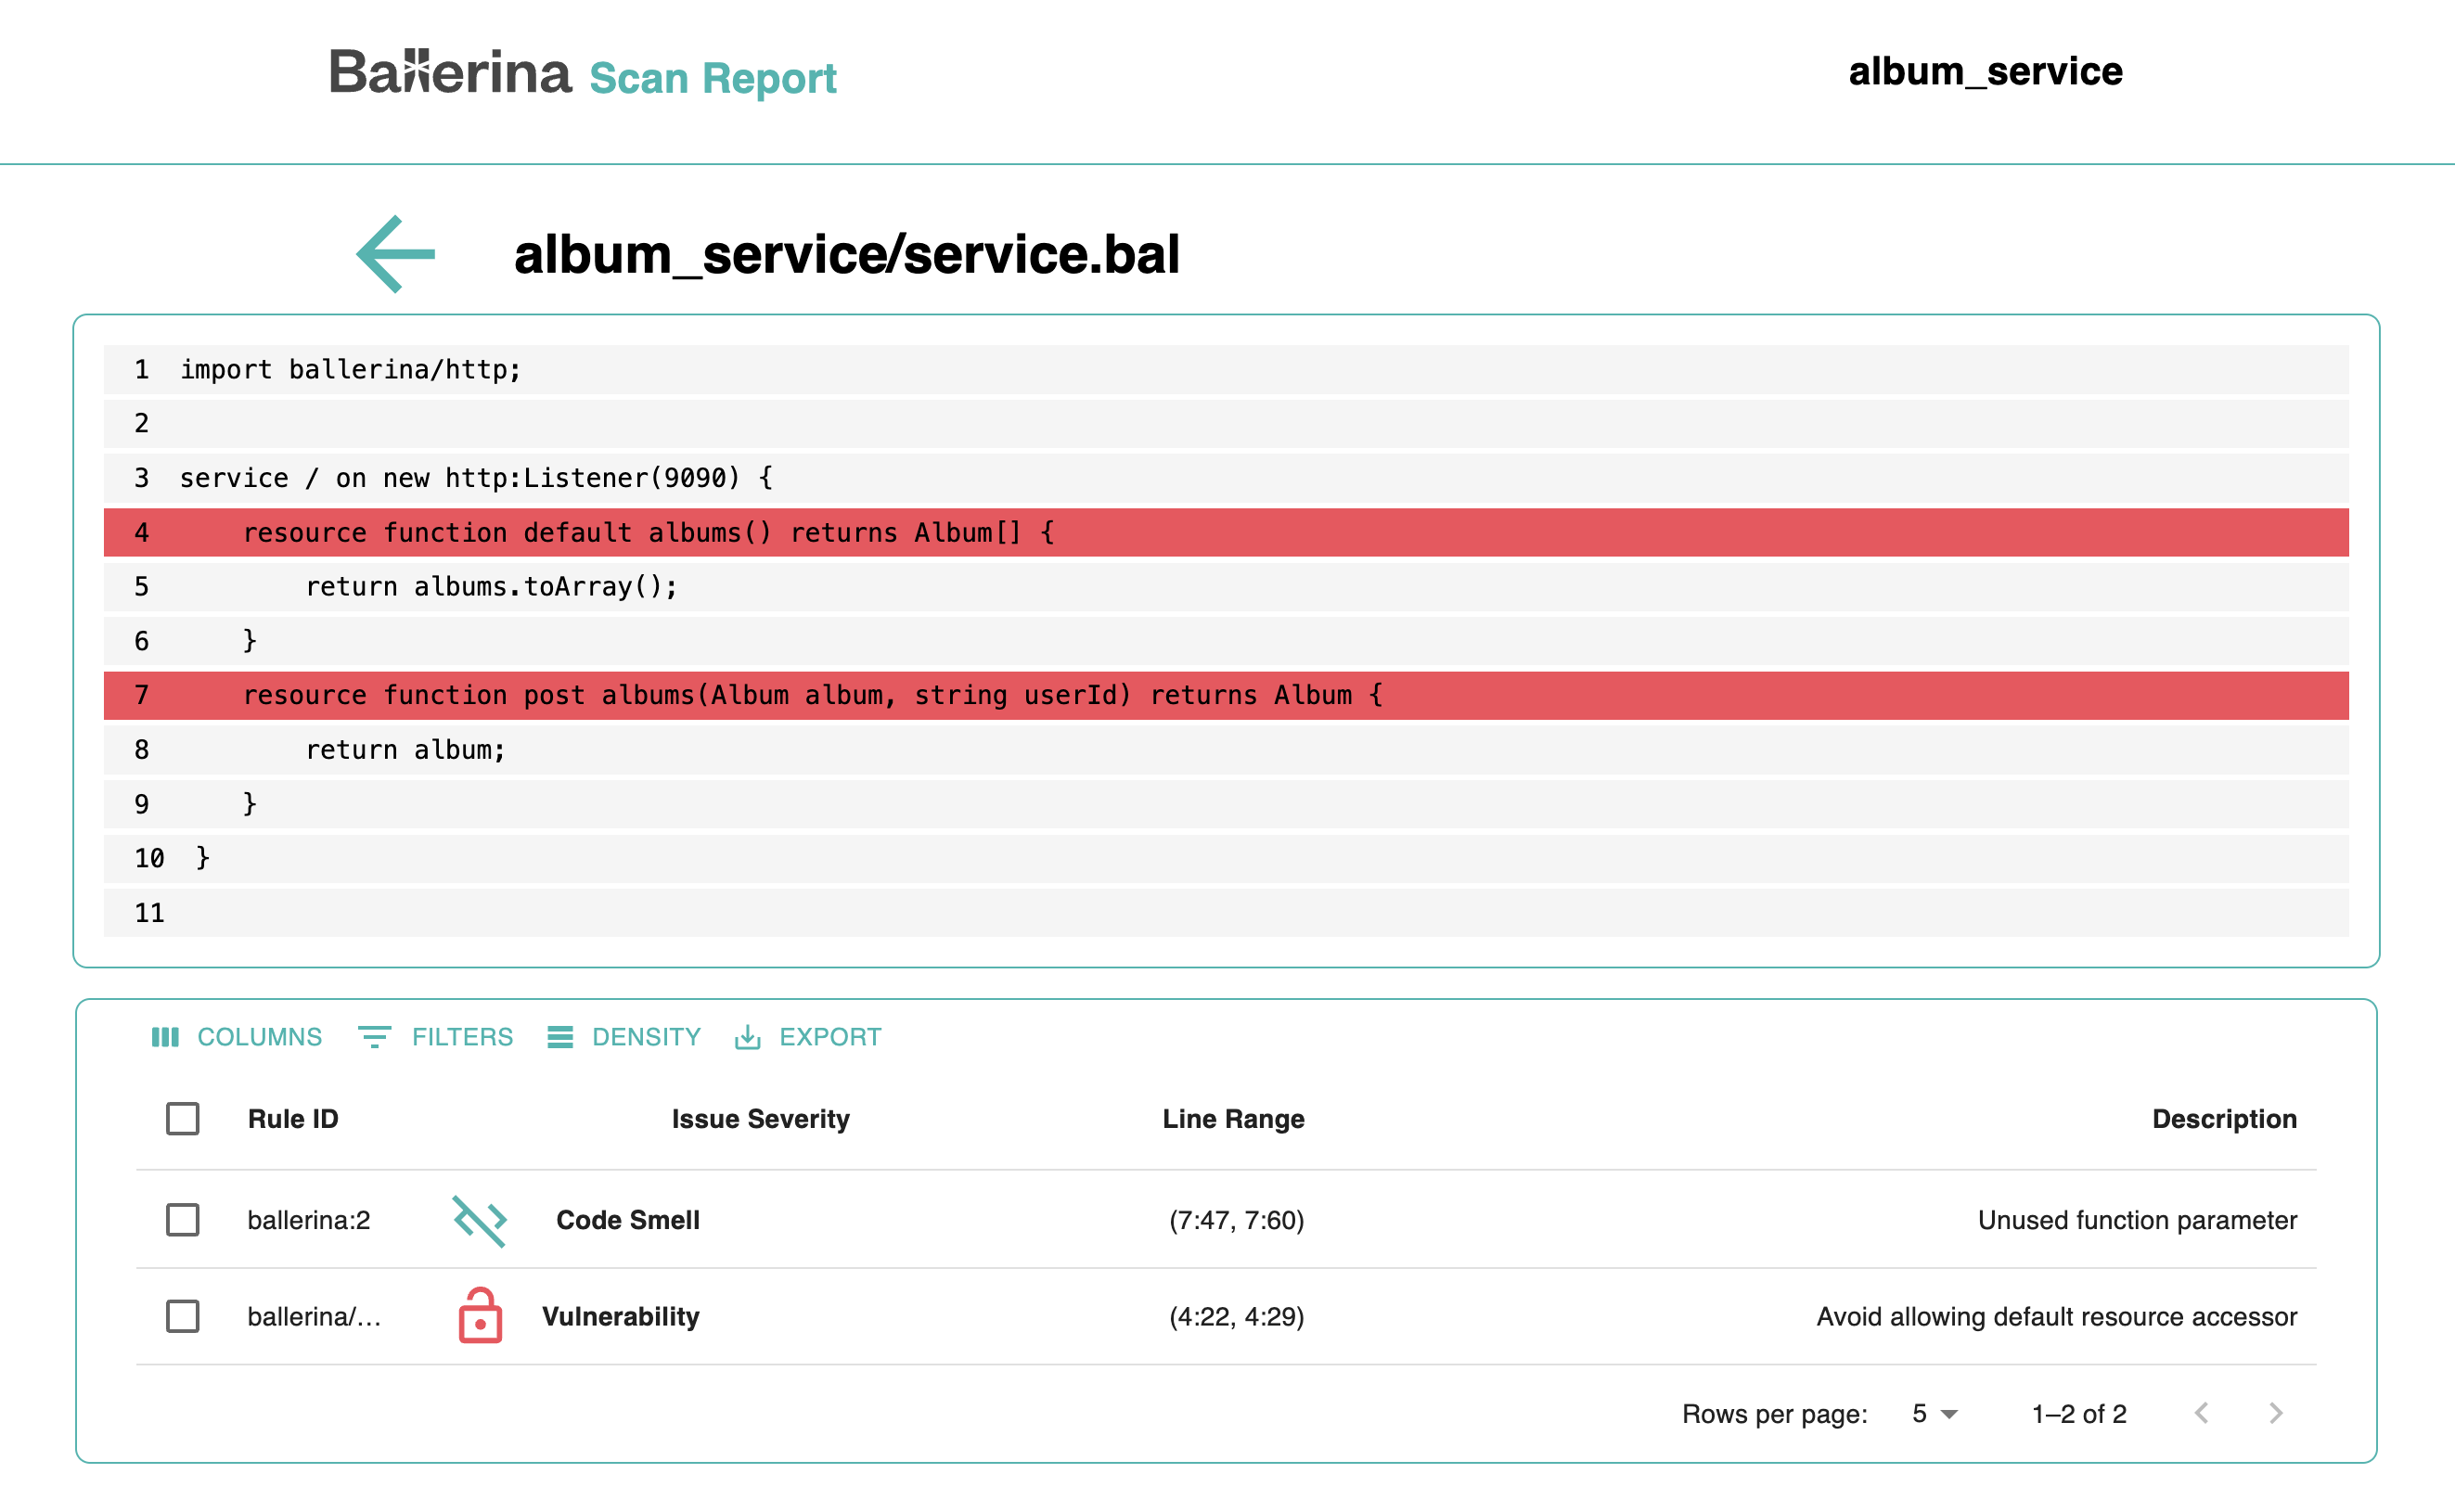 Ballerina Scan Report
album_service
album_service/service.bal
1 import ballerina/http;
2
3 service / on new http:Listener(9090) {
4     resource function default albums() returns Album[] {
5         return albums.toArray();
6     }
7     resource function post albums(Album album, string userId) returns Album {
8         return album;
9     }
10 }
11
COLUMNS FILTERS DENSITY EXPORT
Rule ID Issue Severity Line Range Description
ballerina:2 Code Smell (7:47, 7:60) Unused function parameter
ballerina/... Vulnerability (4:22, 4:29) Avoid allowing default resource accessor
Rows per page: 5 1–2 of 2